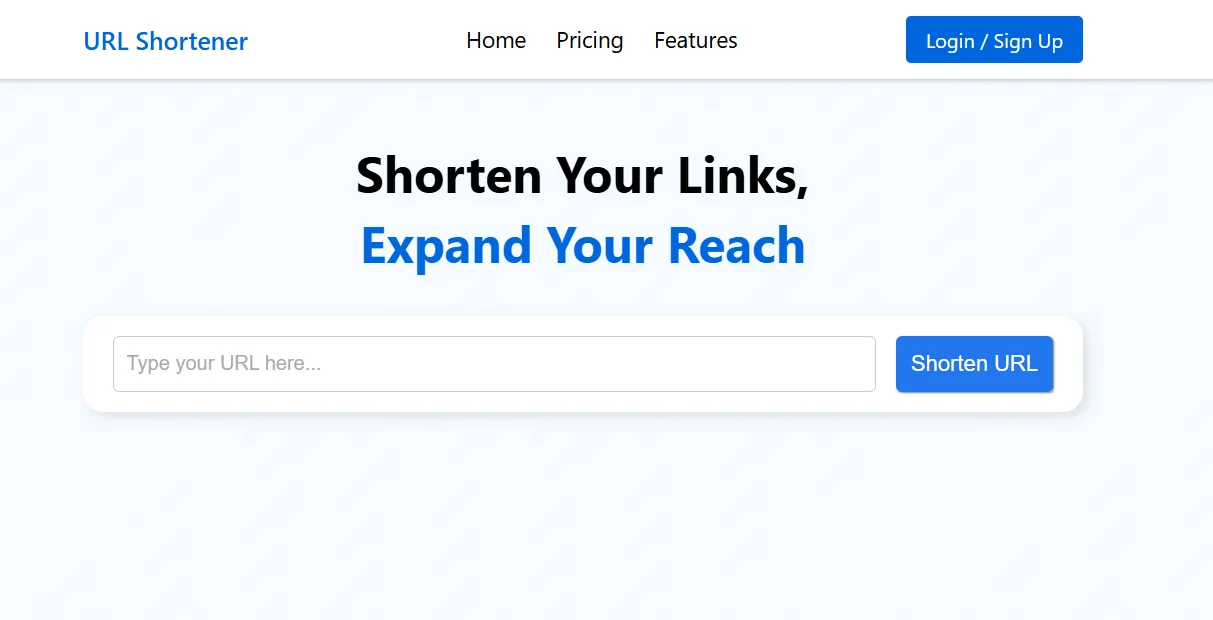 URL Shortener
Home
Pricing
Features
Login / Sign Up
Shorten Your Links,
Expand Your Reach
Type your URL here...
Shorten URL